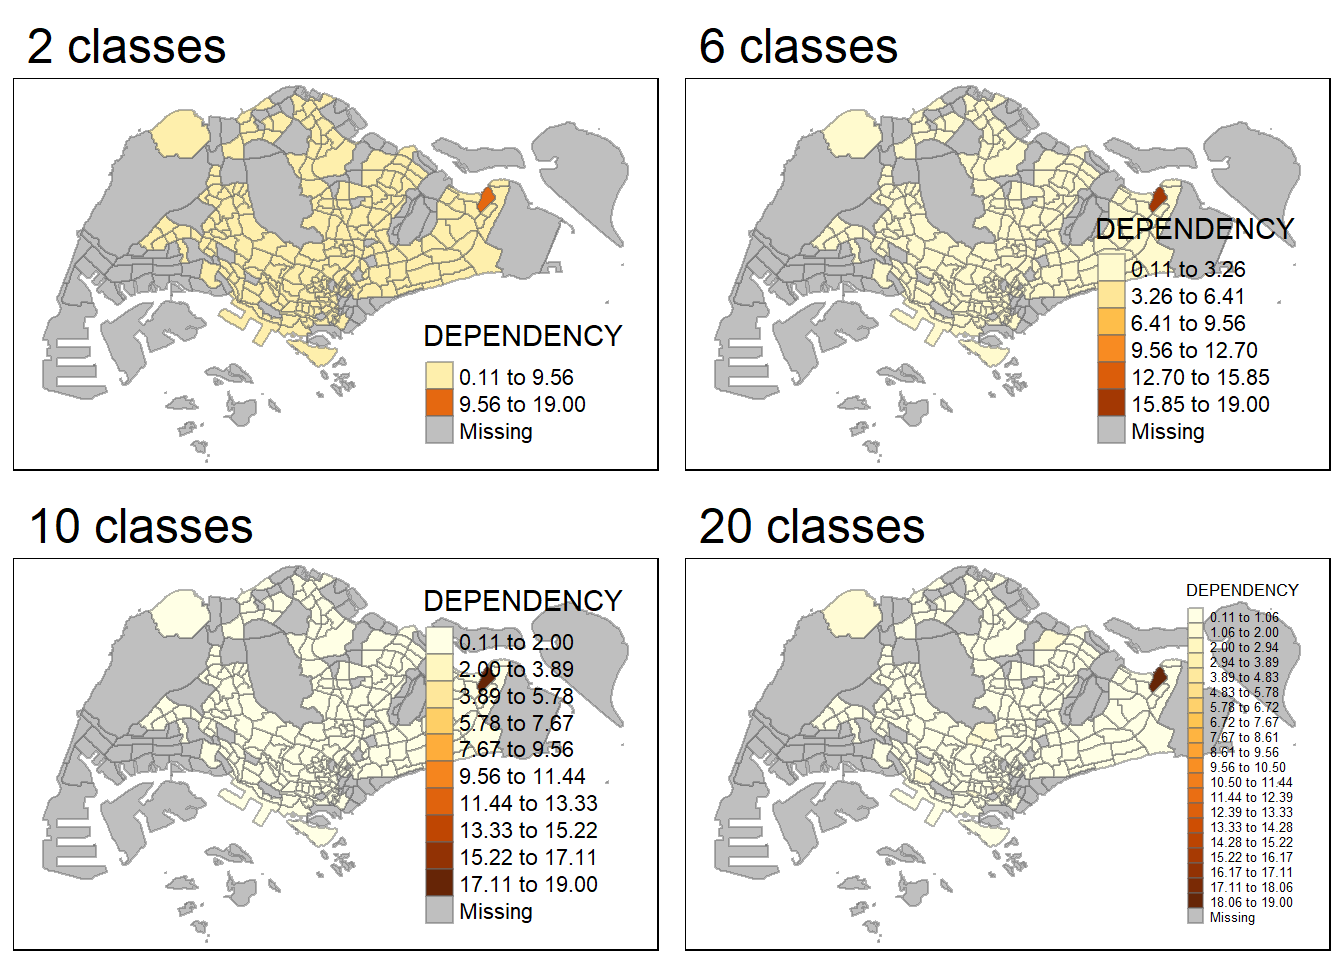 2 classes
DEPENDENCY
0.11 to 9.56
9.56 to 19.00
Missing
6 classes
DEPENDENCY
0.11 to 3.26
3.26 to 6.41
6.41 to 9.56
9.56 to 12.70
12.70 to 15.85
15.85 to 19.00
Missing
10 classes
DEPENDENCY
0.11 to 2.00
2.00 to 3.89
3.89 to 5.78
5.78 to 7.67
7.67 to 9.56
9.56 to 11.44
11.44 to 13.33
13.33 to 15.22
15.22 to 17.11
17.11 to 19.00
Missing
20 classes
DEPENDENCY
0.11 to 1.06
1.06 to 2.00
2.00 to 2.94
2.94 to 3.89
3.89 to 4.83
4.83 to 5.78
5.78 to 6.72
6.72 to 7.67
7.67 to 8.61
8.61 to 9.56
9.56 to 10.50
10.50 to 11.44
11.44 to 12.39
12.39 to 13.33
13.33 to 14.28
14.28 to 15.22
15.22 to 16.17
16.17 to 17.11
17.11 to 18.06
18.06 to 19.00
Missing